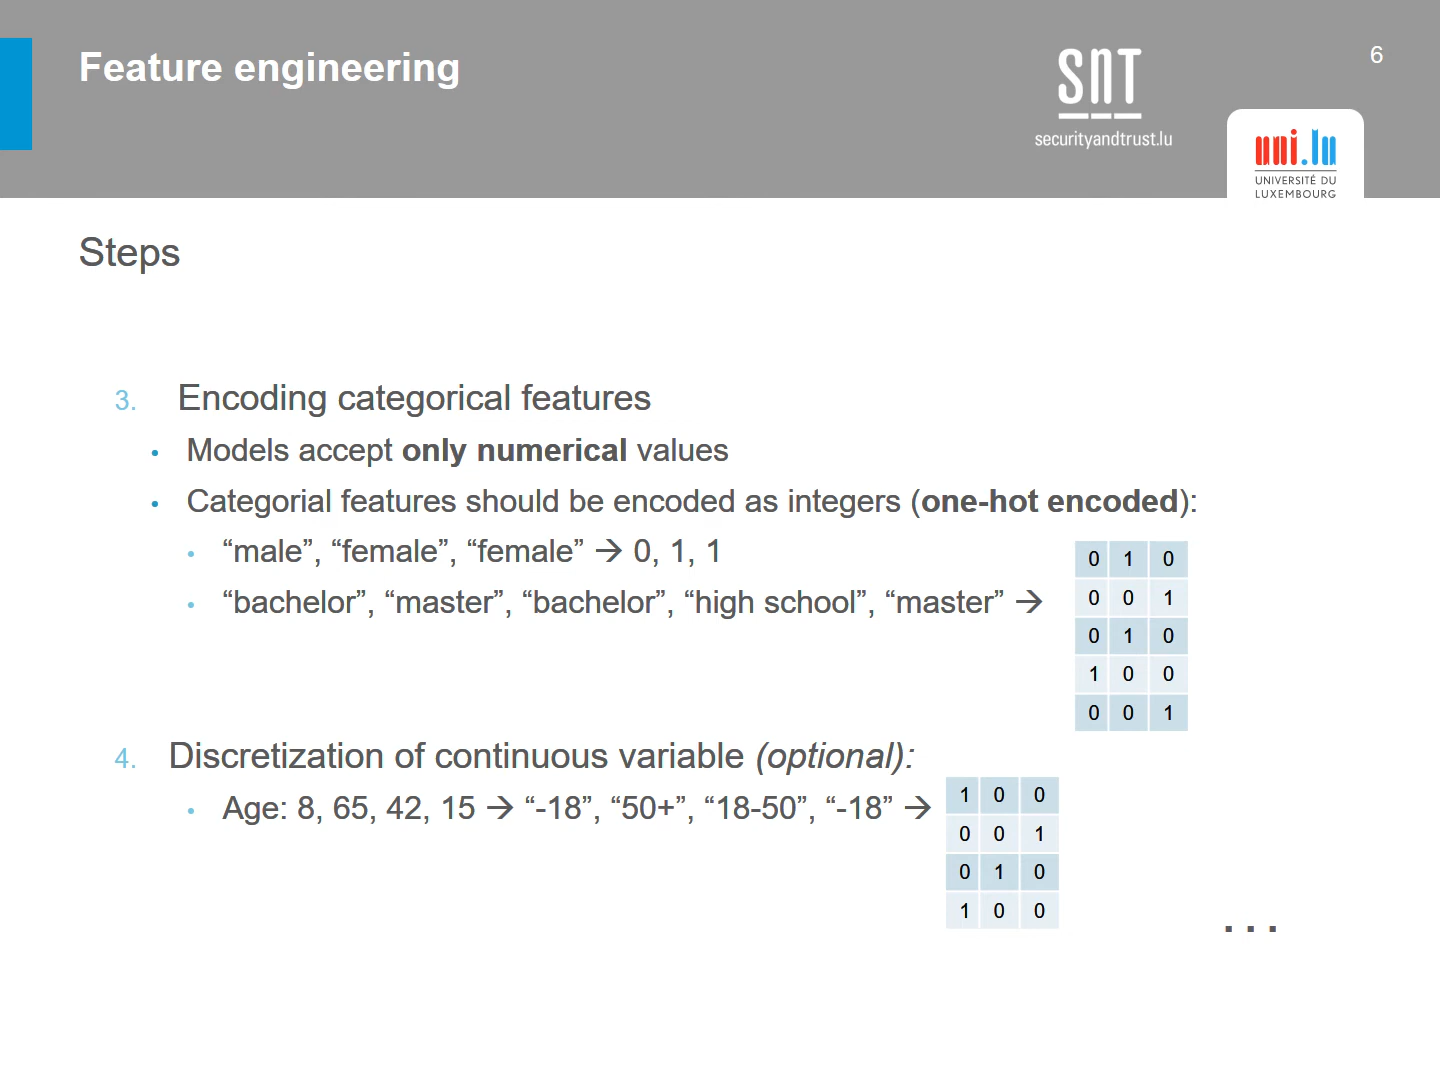 Feature engineering
SnT
securityandtrust.lu
6
uni.lu
UNIVERSITÉ DU
LUXEMBOURG
Steps
3. Encoding categorical features
• Models accept only numerical values
• Categorial features should be encoded as integers (one-hot encoded):
• “male”, “female”, “female” → 0, 1, 1
• “bachelor”, “master”, “bachelor”, “high school”, “master” →
0 1 0
0 0 1
0 1 0
1 0 0
0 0 1
4. Discretization of continuous variable (optional):
• Age: 8, 65, 42, 15 → “-18”, “50+”, “18-50”, “-18” →
1 0 0
0 0 1
0 1 0
1 0 0
...